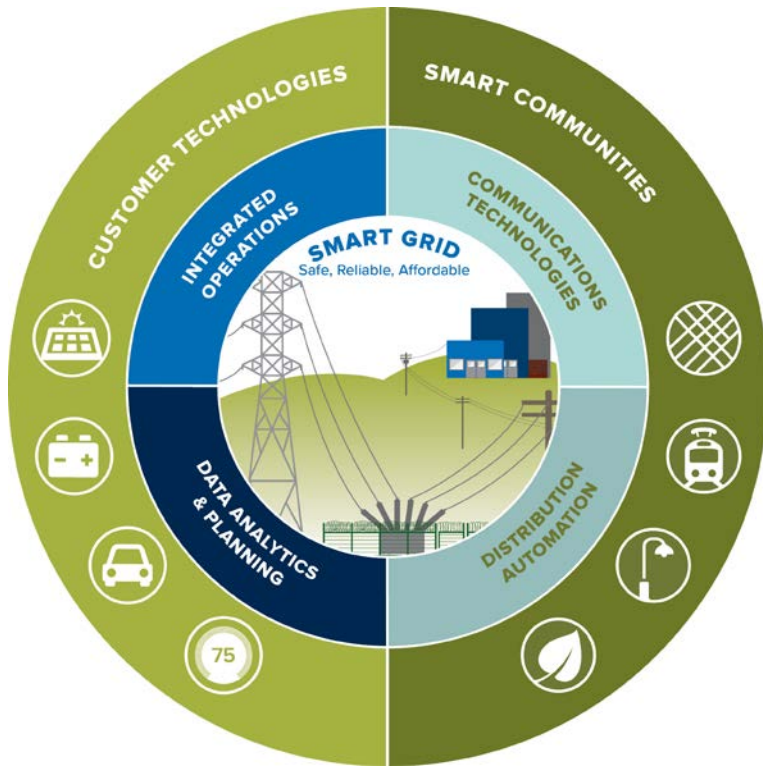 CUSTOMER TECHNOLOGIES
SMART COMMUNITIES
INTEGRATED
OPERATIONS
COMMUNICATIONS
TECHNOLOGIES
SMART GRID
Safe, Reliable, Affordable
DATA ANALYTICS
& PLANNING
DISTRIBUTION
AUTOMATION
75